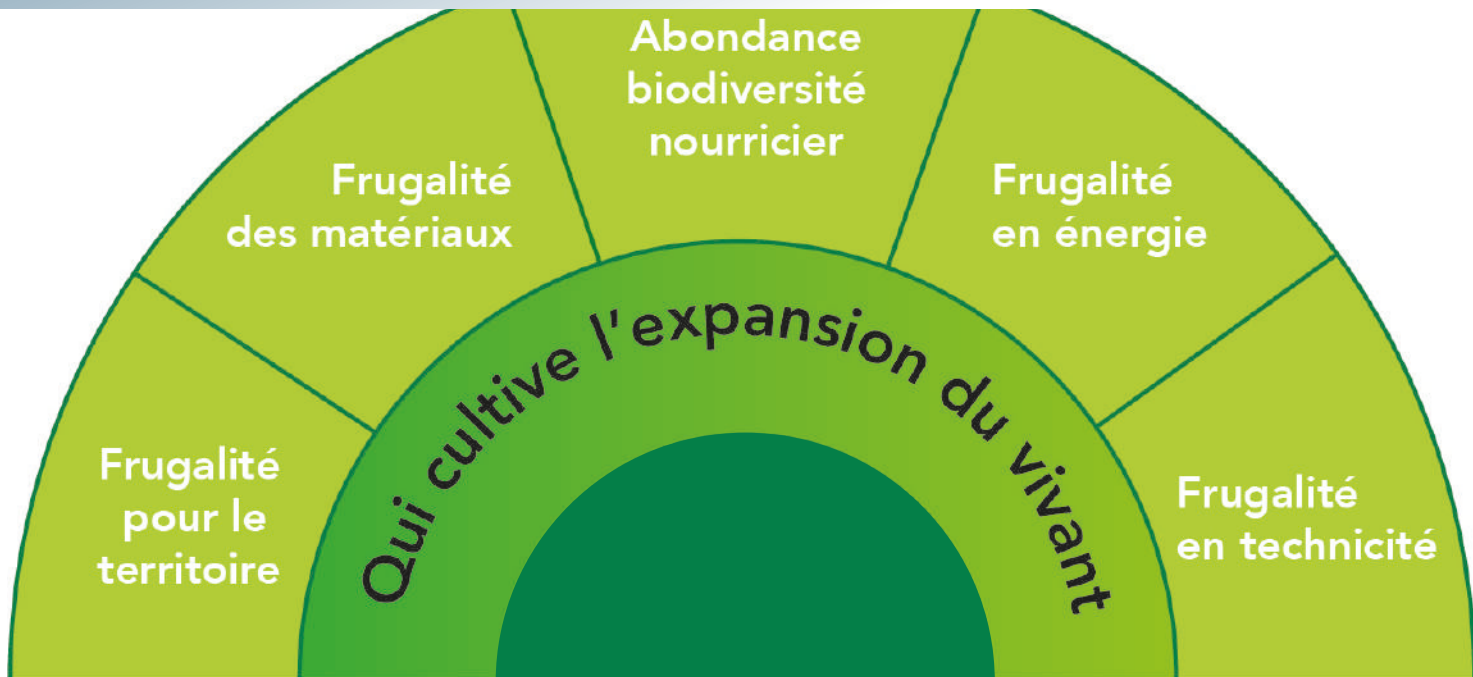 Abondance
biodiversité
nourricier
Frugalité
des matériaux
Frugalité
en énergie
Qui cultive l'expansion du vivant
Frugalité
pour le
territoire
Frugalité
en technicité